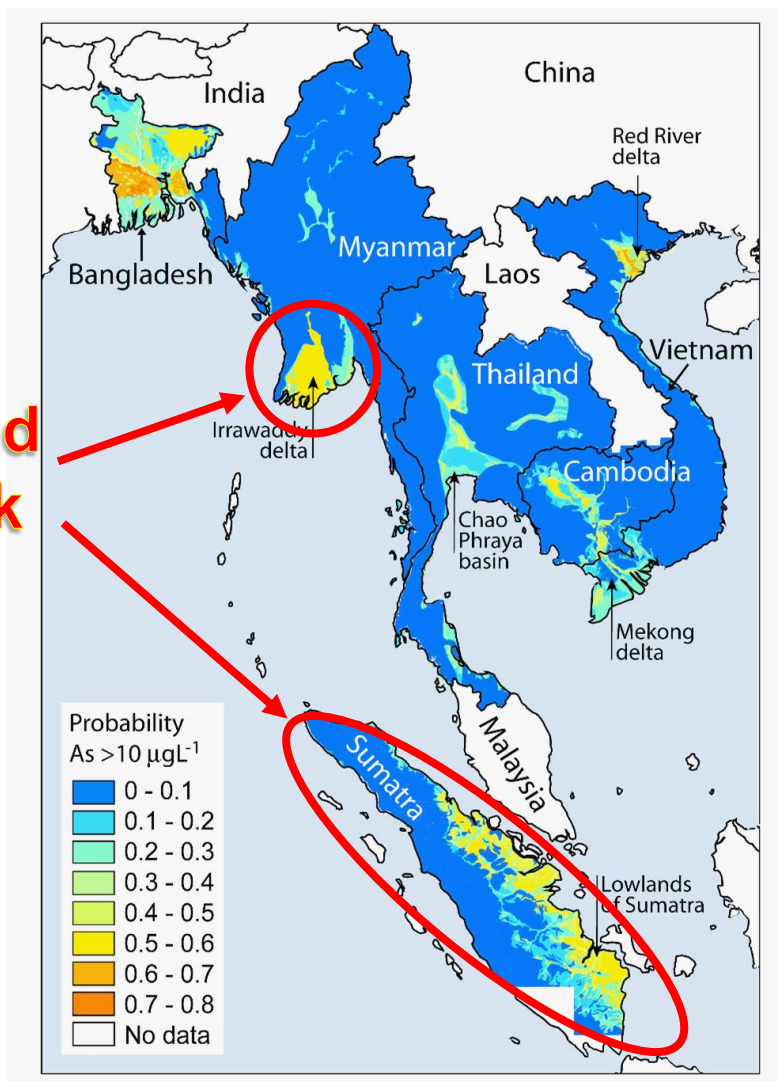 China
India
Red River
delta
Myanmar
Laos
Bangladesh
Vietnam
Thailand
d
Irrawaddy
delta
k
Cambodia
Chao
Phraya
basin
Mekong
delta
Probability
As >10 µgL-1
0 - 0.1
0.1 - 0.2
0.2 - 0.3
0.3 - 0.4
0.4 - 0.5
0.5 - 0.6
0.6 - 0.7
0.7 - 0.8
No data
Sumatra
Malaysia
Lowlands
of Sumatra